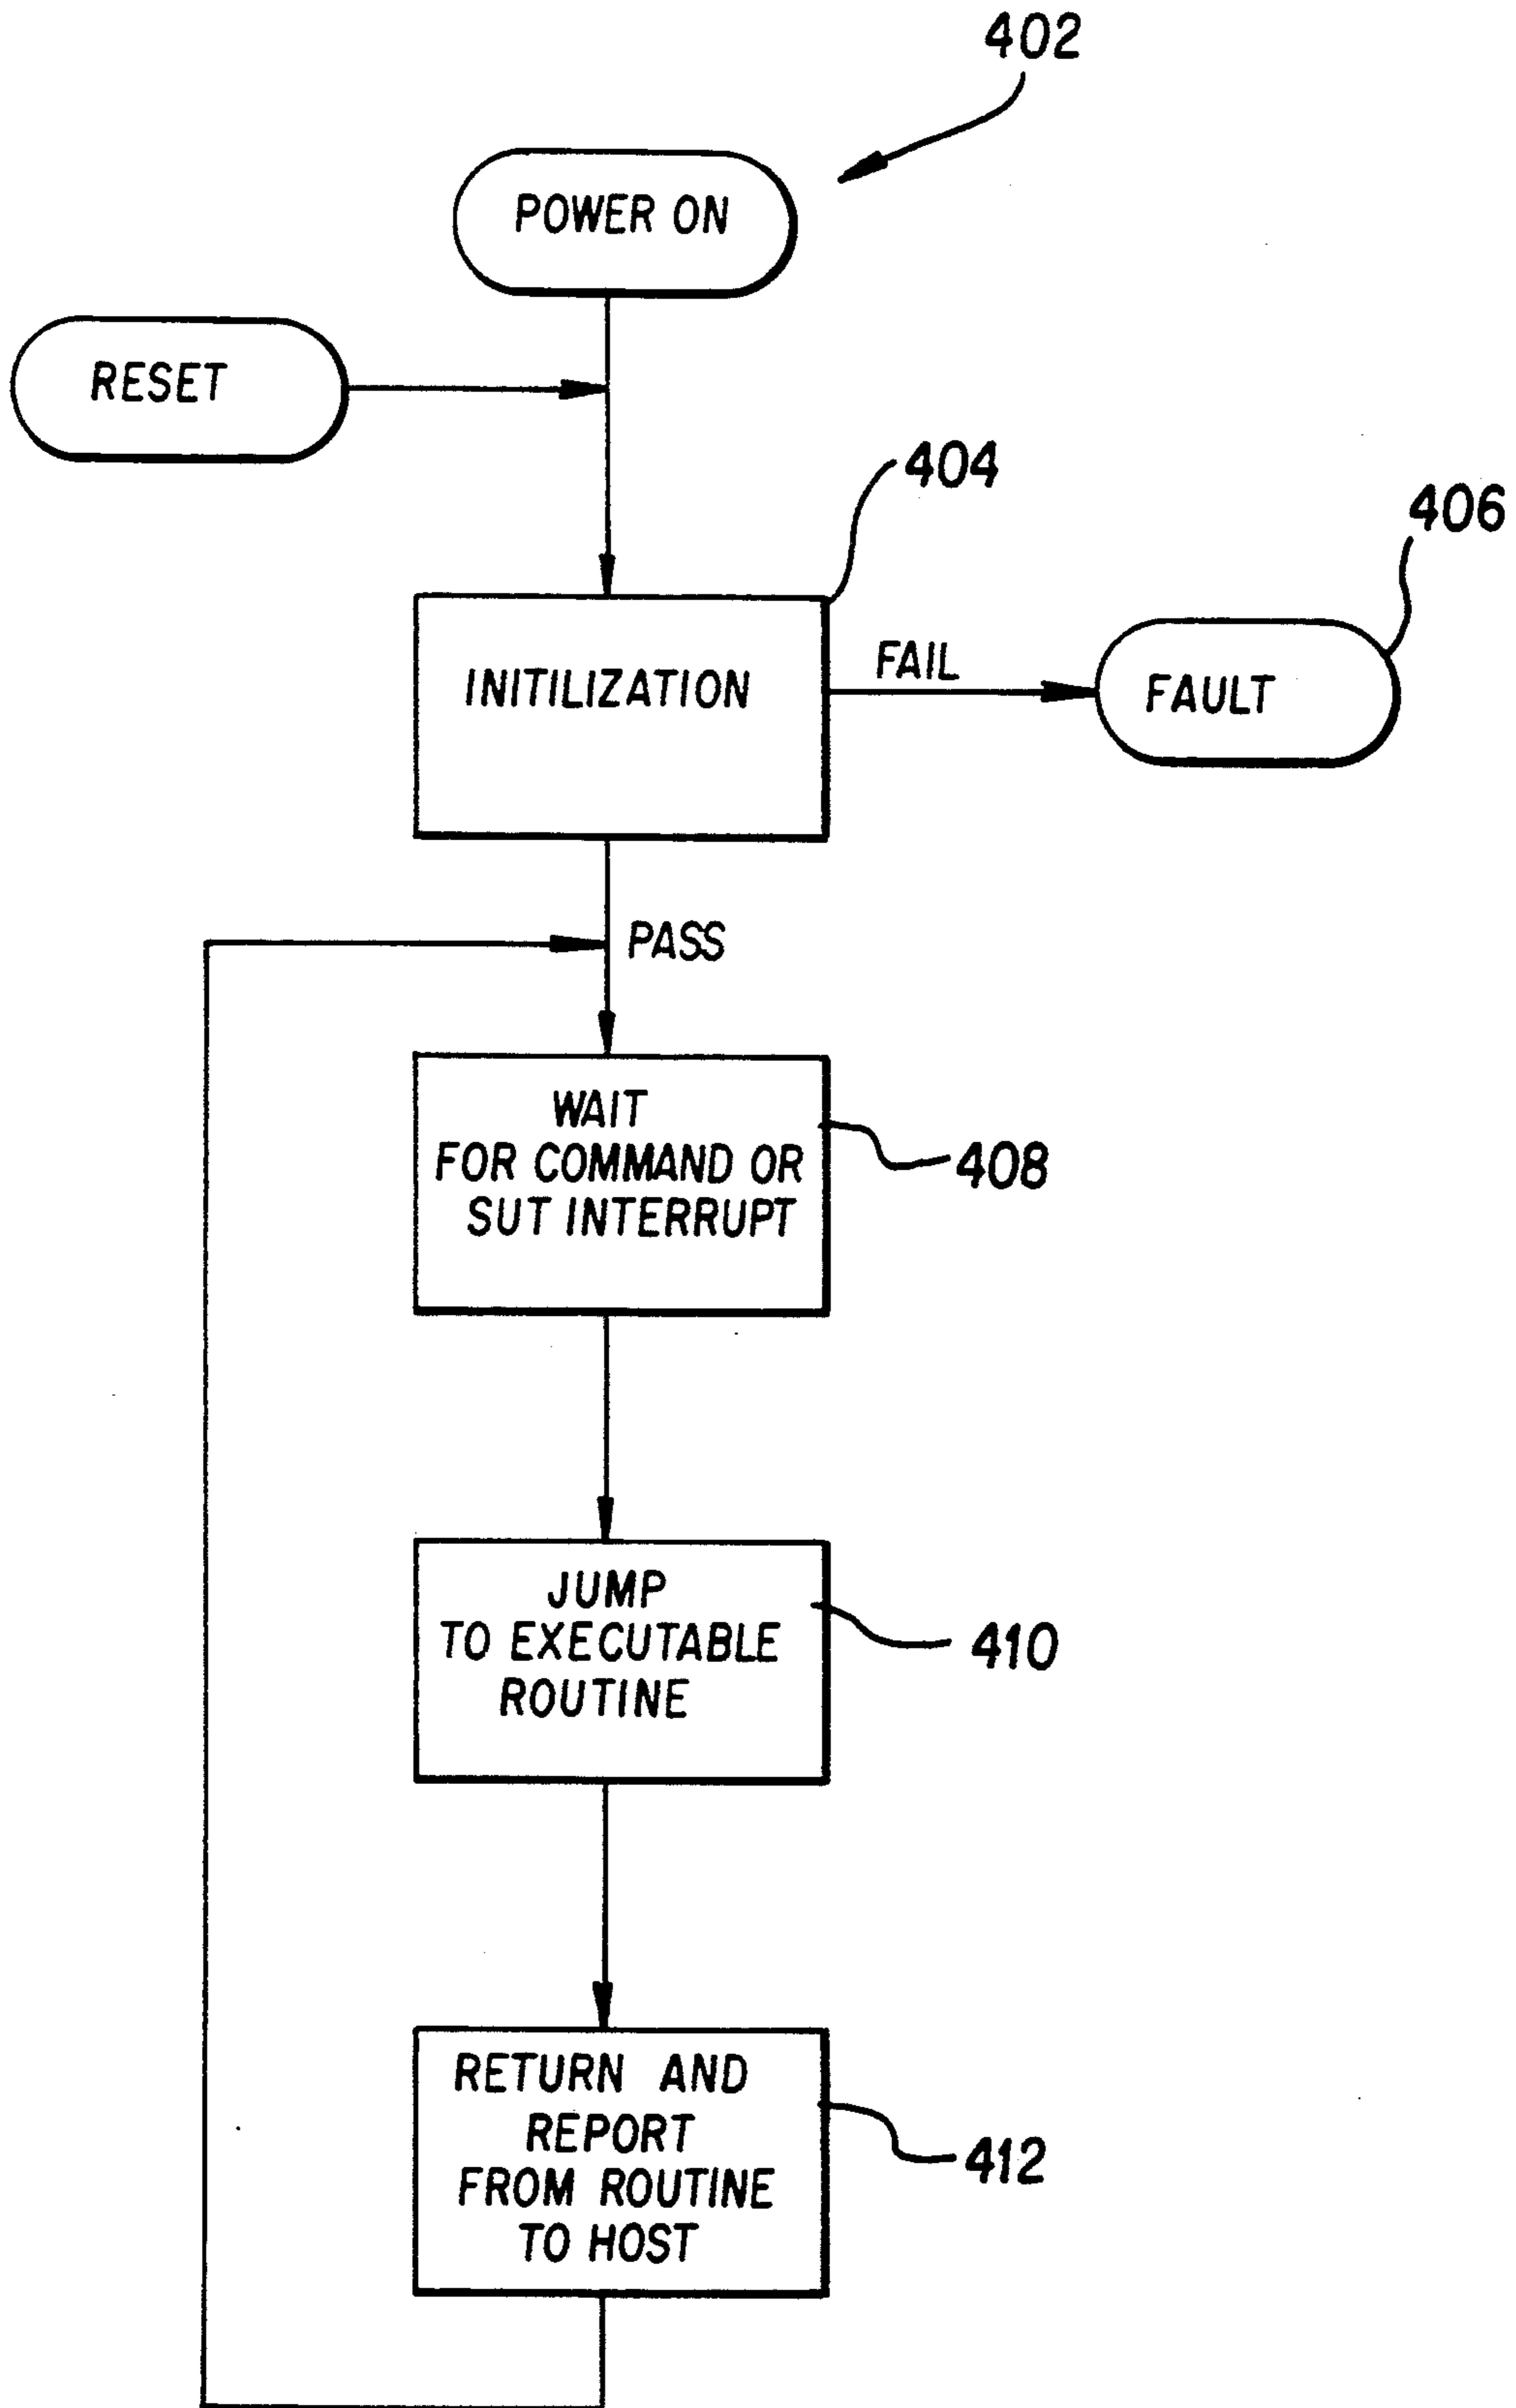 402
POWER ON
RESET
404
406
INITILIZATION
FAIL
FAULT
PASS
WAIT
FOR COMMAND OR
SUT INTERRUPT
408
JUMP
TO EXECUTABLE
ROUTINE
410
RETURN AND
REPORT
FROM ROUTINE
TO HOST
412